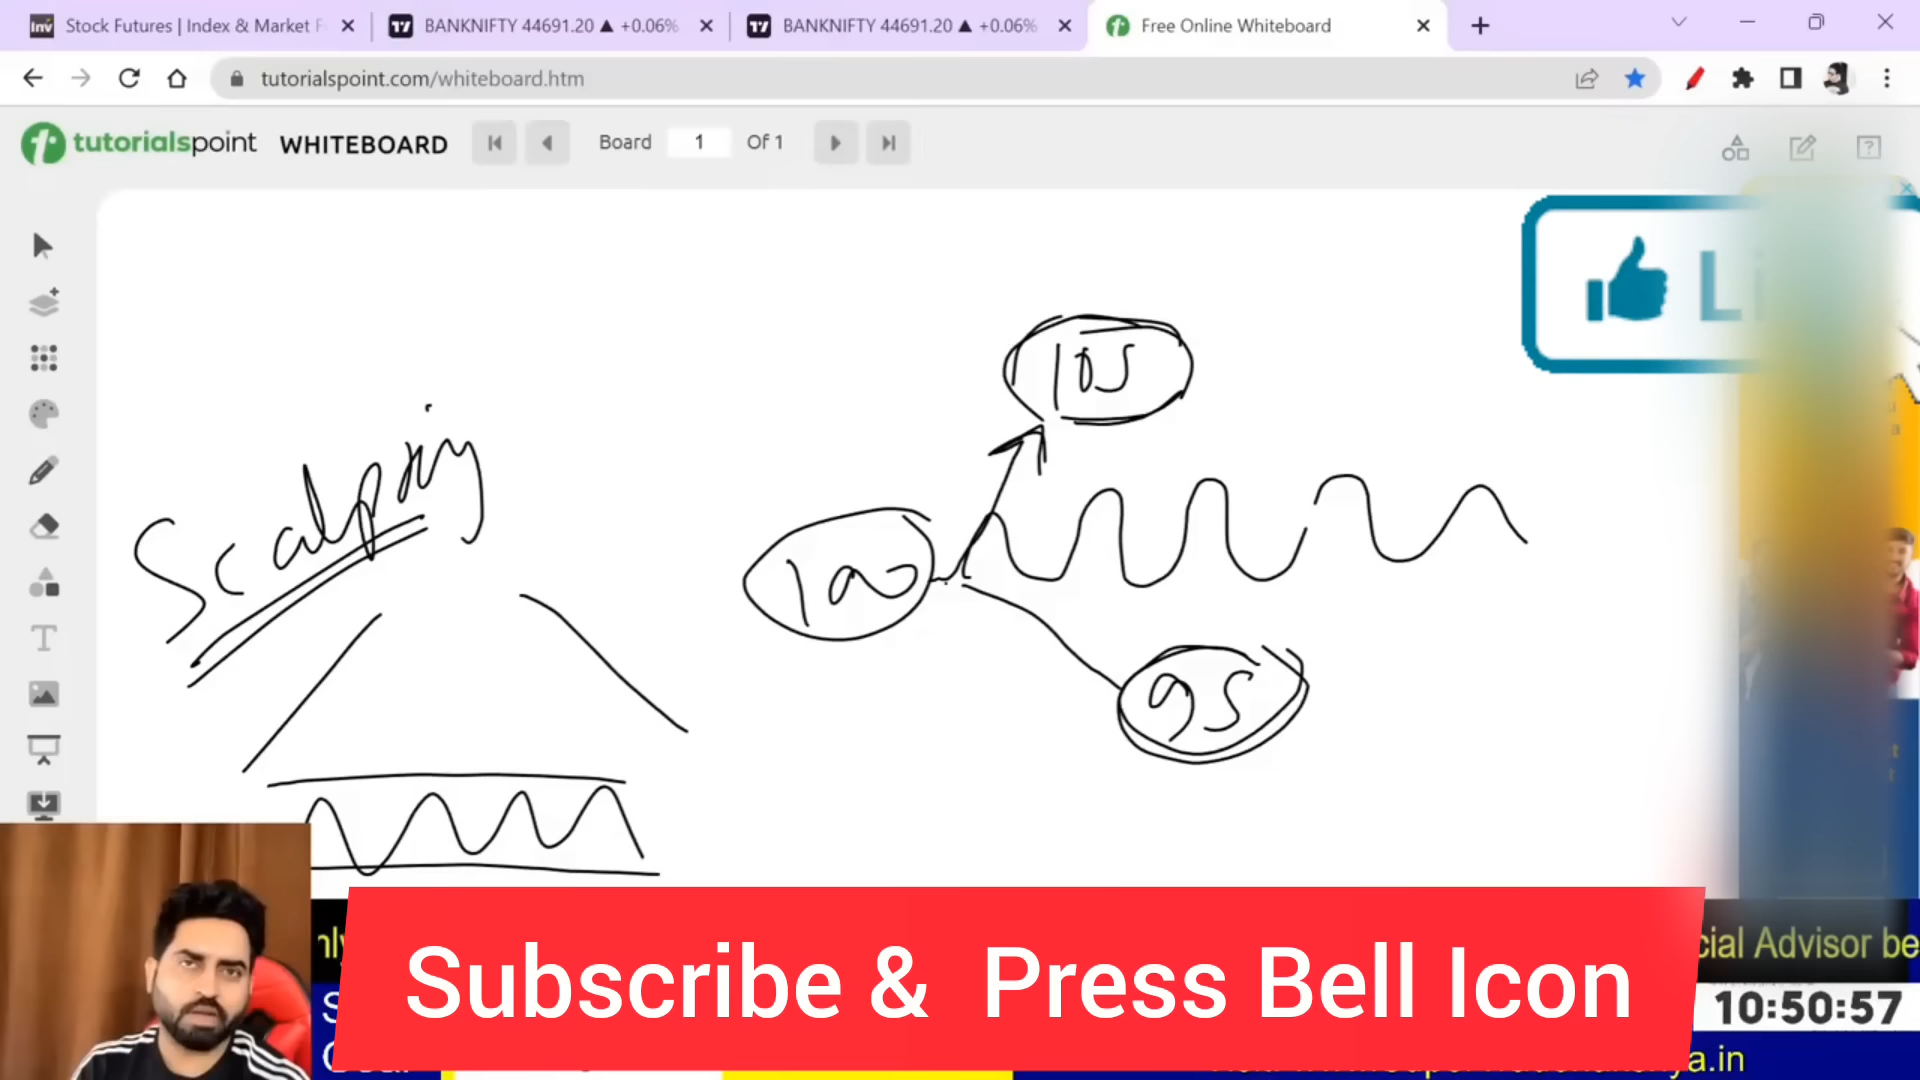 Stock Futures | Index & Market F
BANKNIFTY 44691.20 ▲ +0.06%
BANKNIFTY 44691.20 ▲ +0.06%
Free Online Whiteboard
tutorialspoint.com/whiteboard.htm
tutorialspoint WHITEBOARD Board 1 Of 1
Li
105
Scalping
100
95
Subscribe & Press Bell Icon
cial Advisor be
10:50:57
ya.in